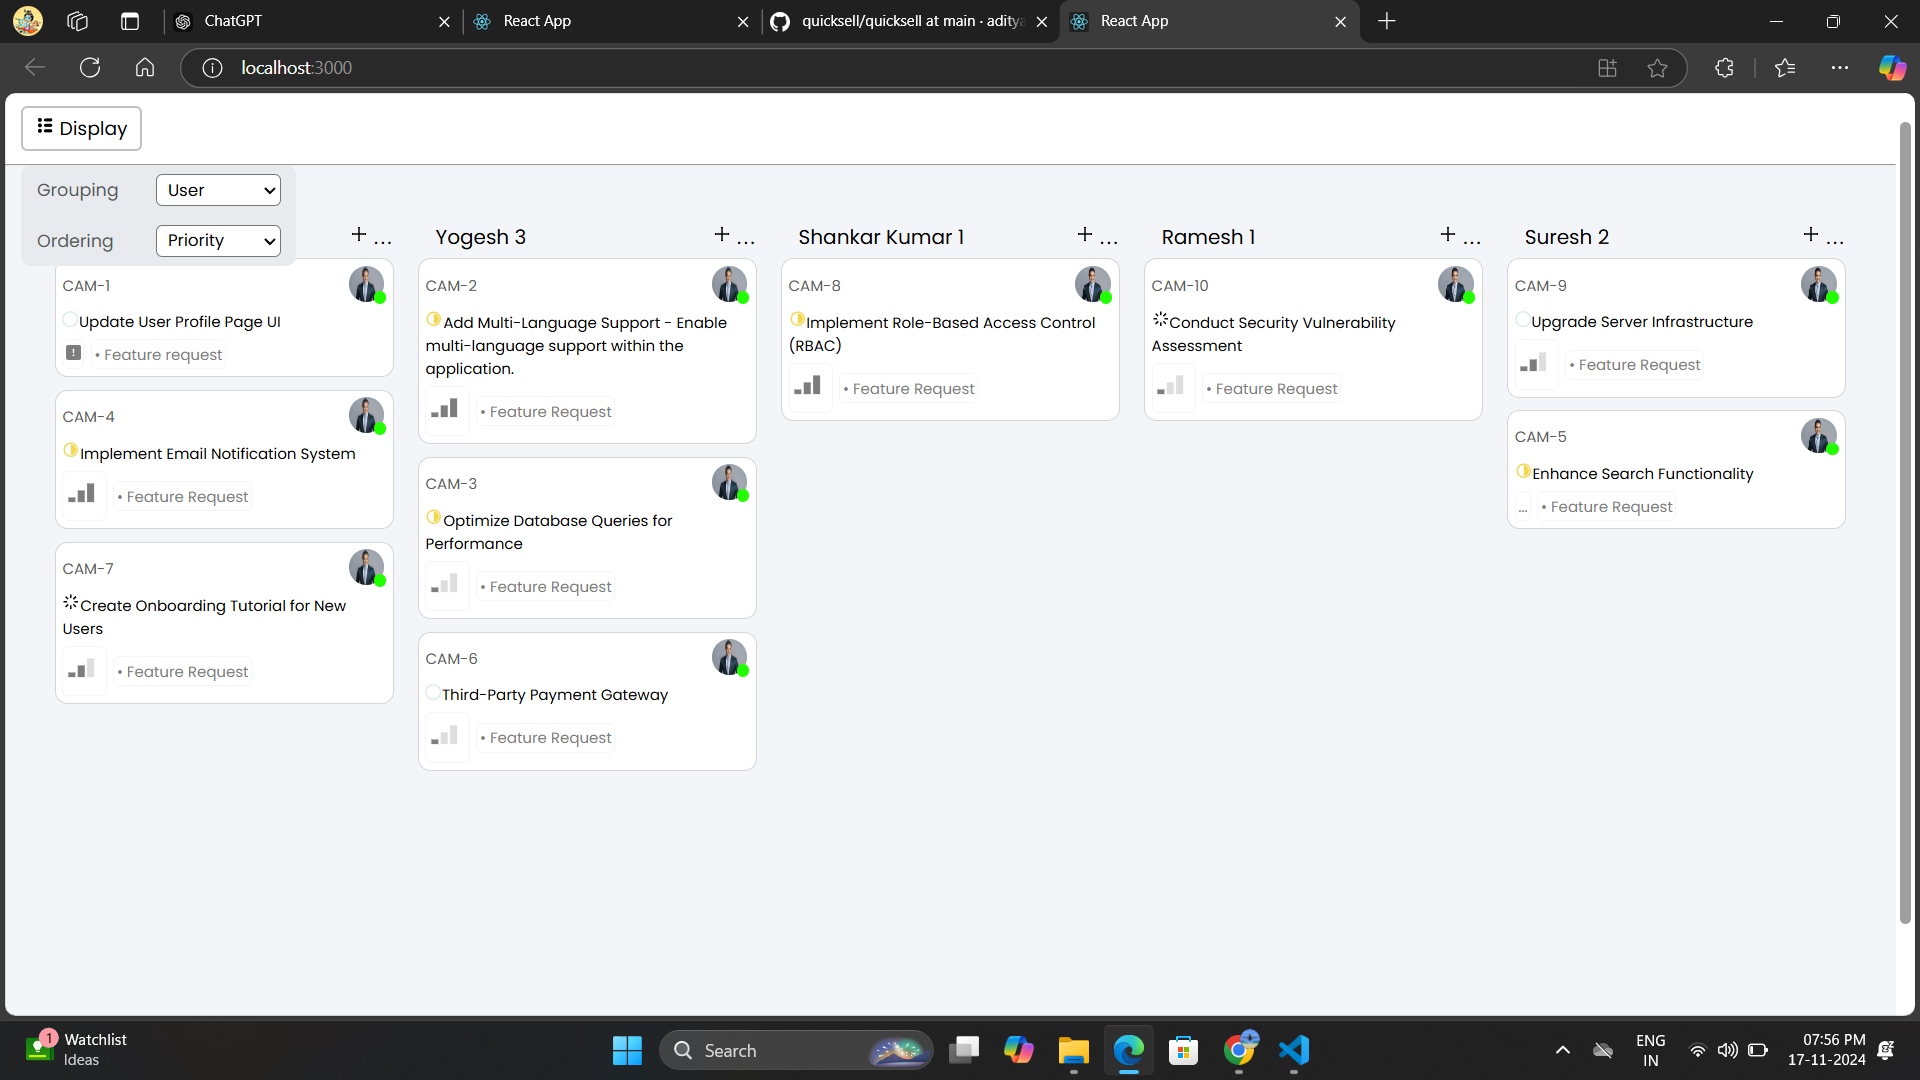 ChatGPT
React App
quicksell/quicksell at main · aditya
React App
localhost:3000
Display
Grouping
User
Ordering
Priority
+ ...
Yogesh 3
+ ...
Shankar Kumar 1
+ ...
Ramesh 1
+ ...
Suresh 2
+ ...
CAM-1
Update User Profile Page UI
• Feature request
CAM-4
Implement Email Notification System
• Feature Request
CAM-7
Create Onboarding Tutorial for New
Users
• Feature Request
CAM-2
Add Multi-Language Support - Enable
multi-language support within the
application.
• Feature Request
CAM-3
Optimize Database Queries for
Performance
• Feature Request
CAM-6
Third-Party Payment Gateway
• Feature Request
CAM-8
Implement Role-Based Access Control
(RBAC)
• Feature Request
CAM-10
Conduct Security Vulnerability
Assessment
• Feature Request
CAM-9
Upgrade Server Infrastructure
• Feature Request
CAM-5
Enhance Search Functionality
... • Feature Request
1
Watchlist
Ideas
Search
ENG
IN
07:56 PM
17-11-2024